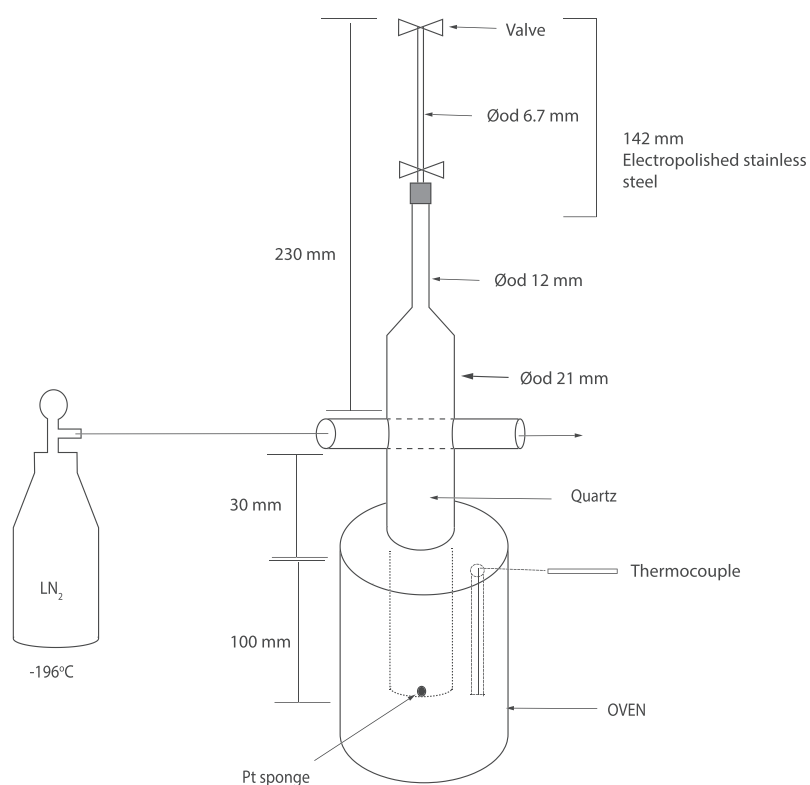 Valve
Øod 6.7 mm
142 mm
Electropolished stainless
steel
230 mm
Øod 12 mm
Øod 21 mm
30 mm
Quartz
LN2
Thermocouple
100 mm
-196ºC
OVEN
Pt sponge